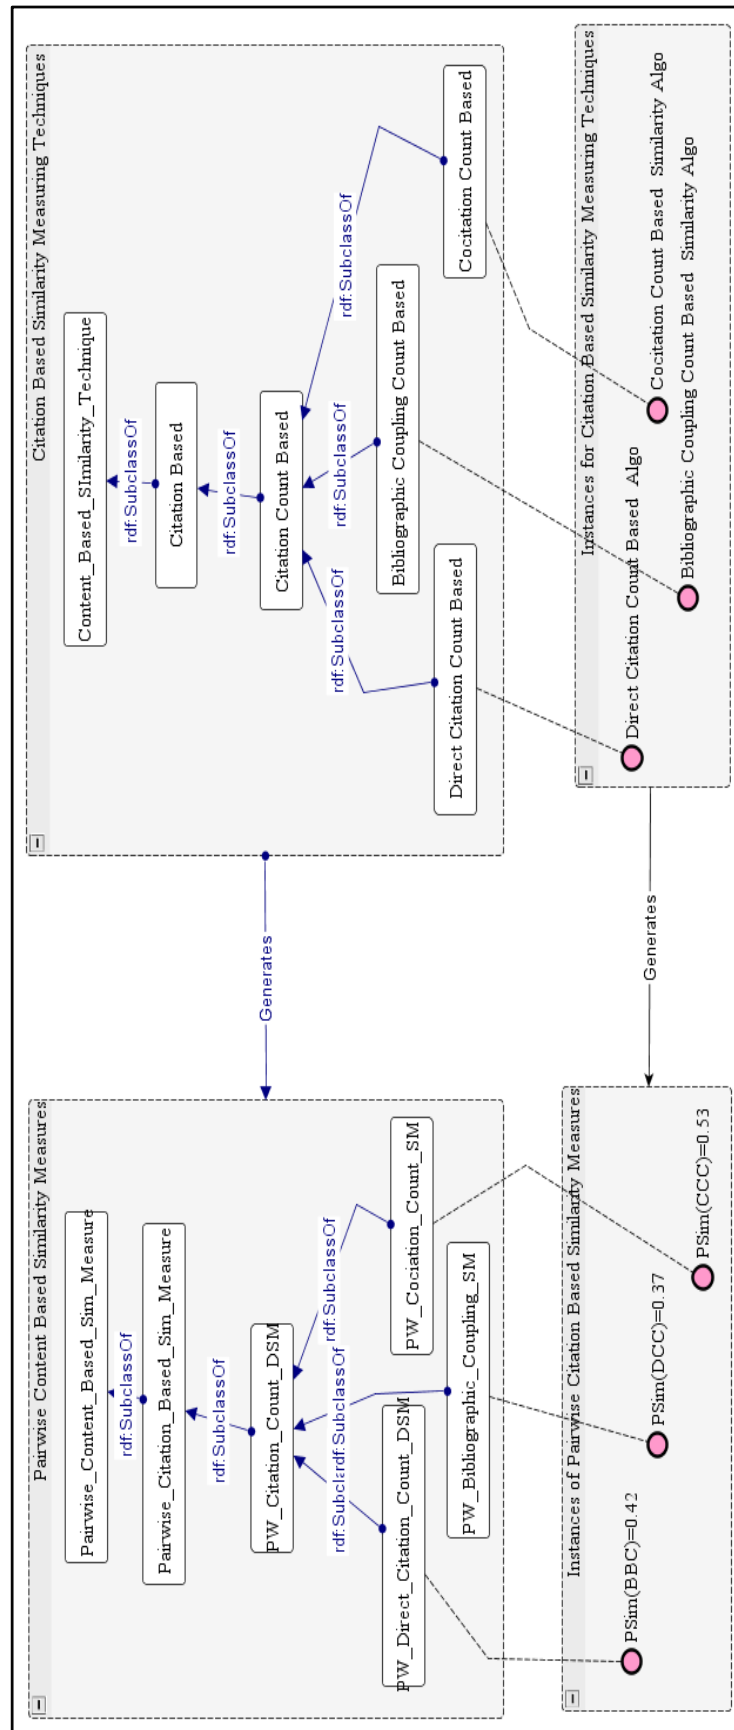 Pairwise Content Based Similarity Measures
Pairwise_Content_Based_Sim_Measure
rdf:SubclassOf
Pairwise_Citation_Based_Sim_Measure
rdf:SubclassOf
PW_Citation_Count_DSM
rdf:SubclassOf
rdf:SubclassOf
rdf:Subcla
PW_Direct_Citation_Count_DSM
PW_Cociation_Count_SM
PW_Bibliographic_Coupling_SM
Generates
Citation Based Similarity Measuring Techniques
Content_Based_SImilarity_Technique
rdf:SubclassOf
Citation Based
rdf:SubclassOf
Citation Count Based
rdf:SubclassOf
rdf:SubclassOf
rdf:SubclassOf
Direct Citation Count Based
Bibliographic Coupling Count Based
Cocitation Count Based
Instances of Pairwise Citation Based Similarity Measures
PSim(BBC)=0.42
PSim(DCC)=0.37
PSim(CCC)=0.53
Generates
Instances for Citation Based Similarity Measuring Techniques
Direct Citation Count Based  Algo
Cocitation Count Based  Similarity Algo
Bibliographic Coupling Count Based  Similarity Algo